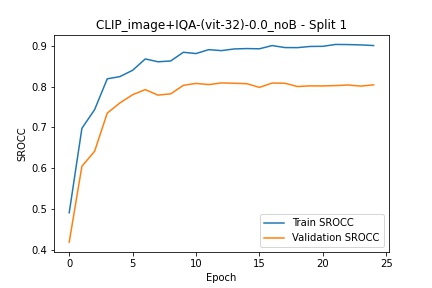 CLIP_image+IQA-(vit-32)-0.0_noB - Split 1
0.9
0.8
0.7
0.6
0.5
0.4
SROCC
Train SROCC
Validation SROCC
0 5 10 15 20 25
Epoch